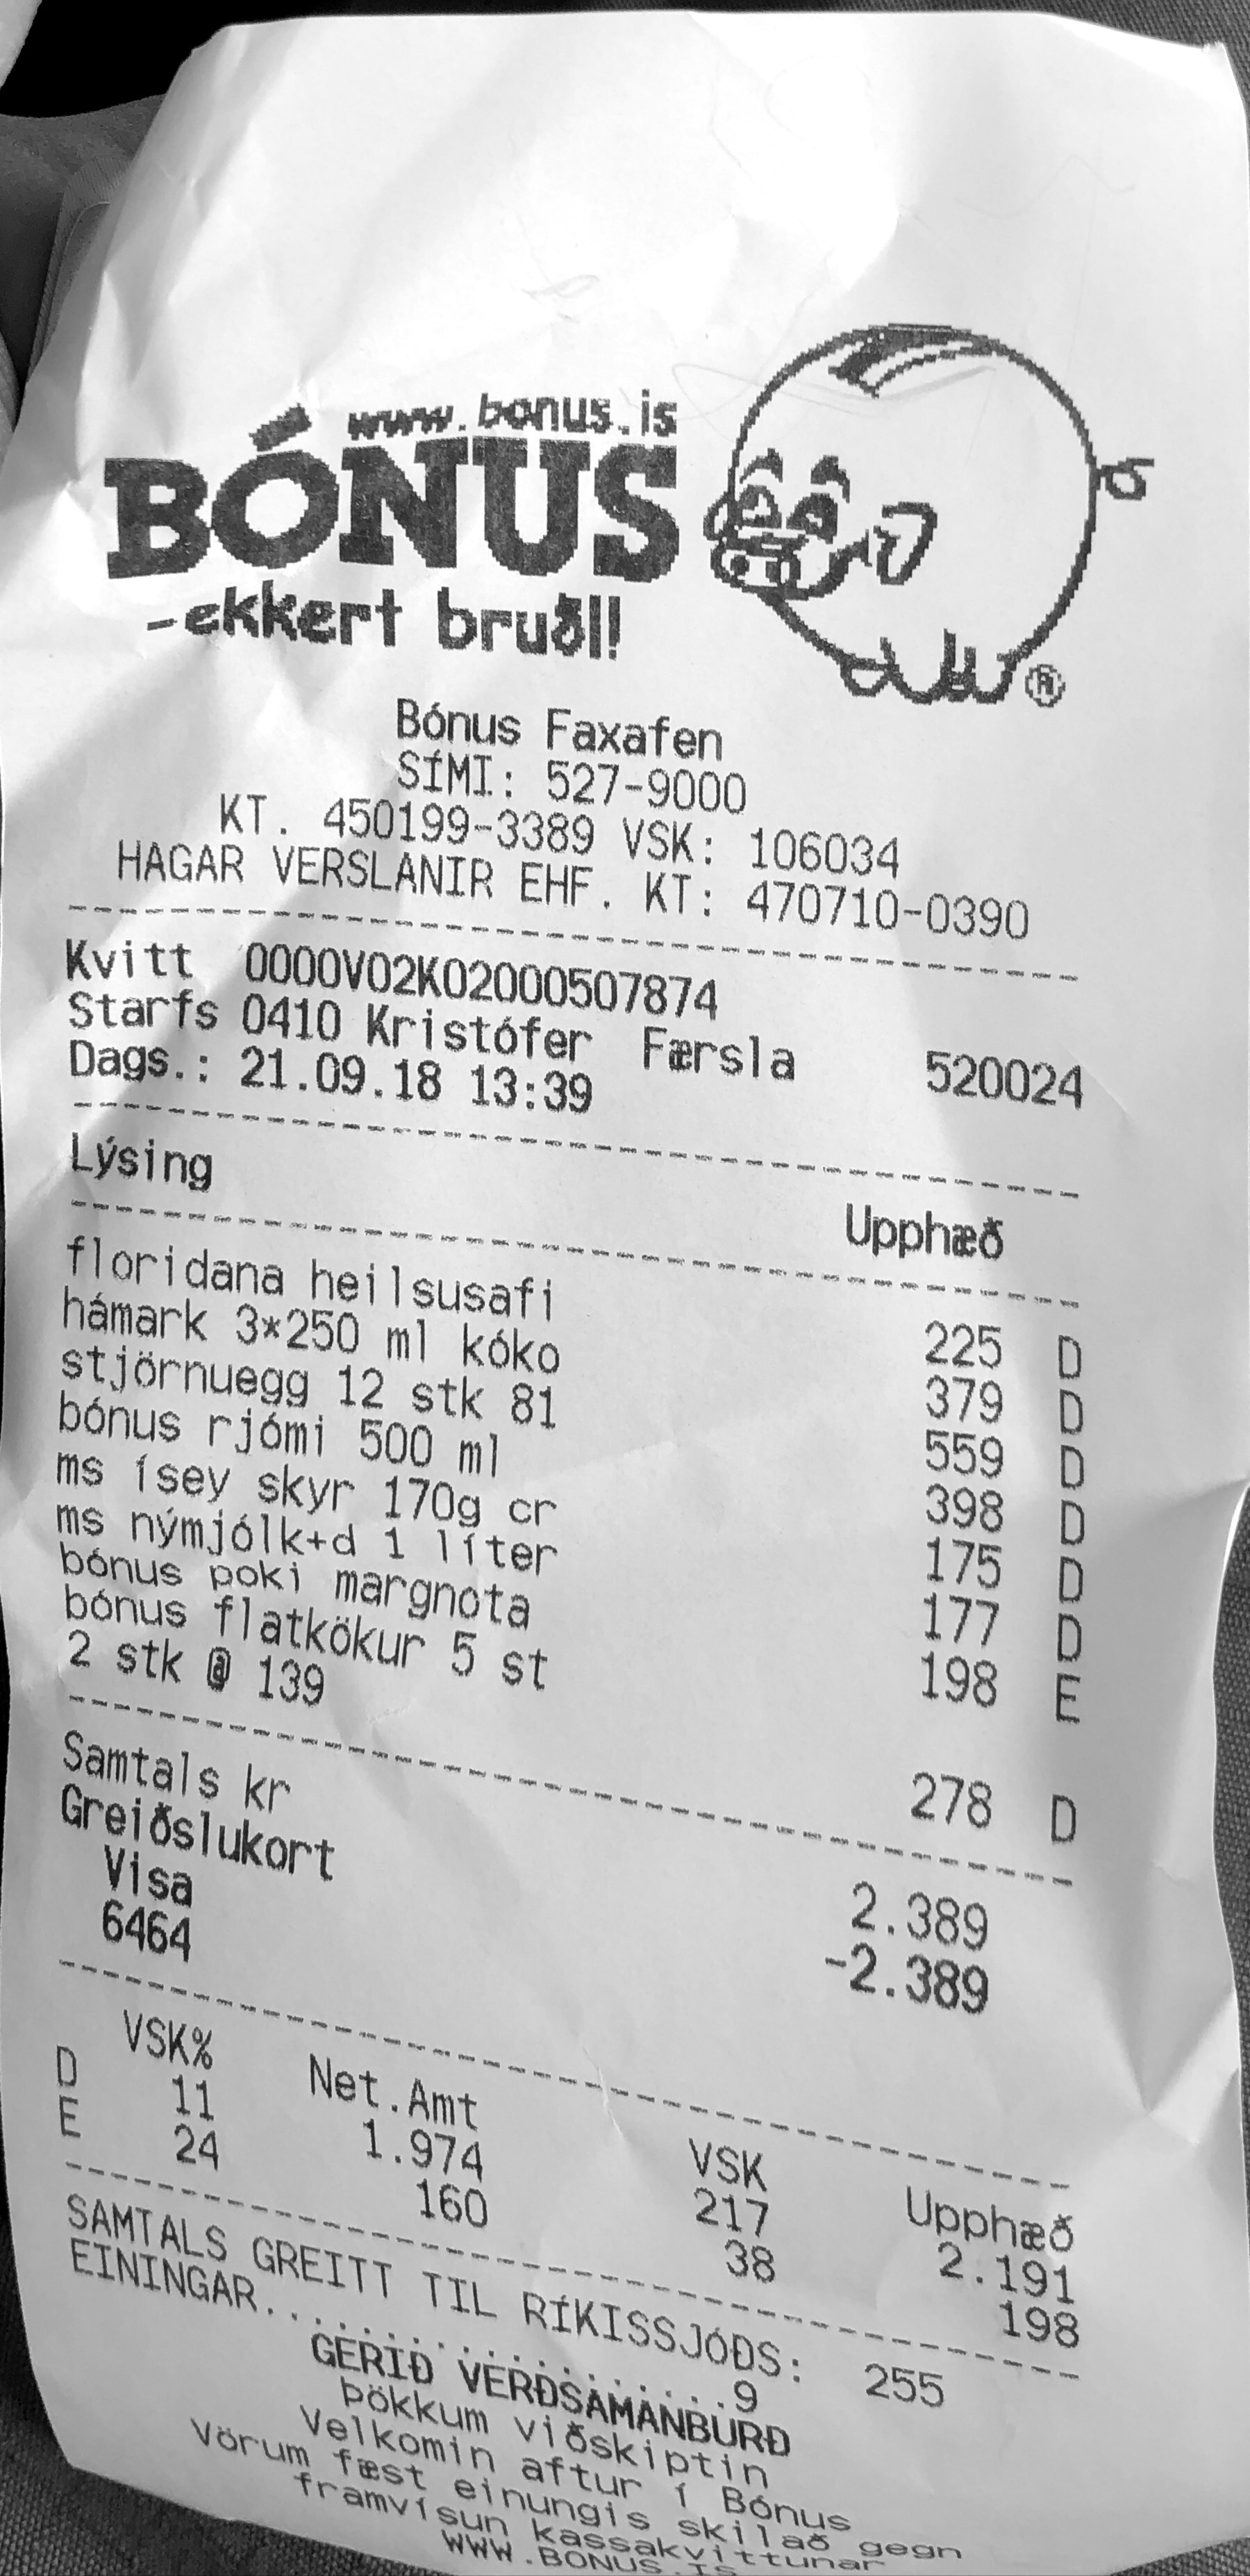 www.bonus.is
BÓNUS
-ekkert bruðl!
®
Bónus Faxafen
SÍMI: 527-9000
KT. 450199-3389 VSK: 106034
HAGAR VERSLANIR EHF. KT: 470710-0390
Kvitt 0000V02K02000507874
Starfs 0410 Kristófer Færsla 520024
Dags.: 21.09.18 13:39
Lýsing Upphæð
floridana heilsusafi 225 D
hámark 3*250 ml kóko 379 D
stjörnuegg 12 stk 81 559 D
bónus rjómi 500 ml 398 D
ms ísey skyr 170g cr 175 D
ms nýmjólk+d 1 líter 177 D
bónus poki margnota 198 E
bónus flatkökur 5 st
2 stk @ 139 278 D
Samtals kr 2.389
Greiðslukort -2.389
Visa
6464
VSK% Net.Amt VSK Upphæð
D 11 1.974 217 2.191
E 24 160 38 198
SAMTALS GREITT TIL RÍKISSJÓÐS: 255
EININGAR....................9
GERIÐ VERÐSAMANBURÐ
Þökkum viðskiptin
Velkomin aftur í Bónus
Vörum fæst einungis skilað gegn
framvísun kassakvittunar
WWW.BONUS.IS